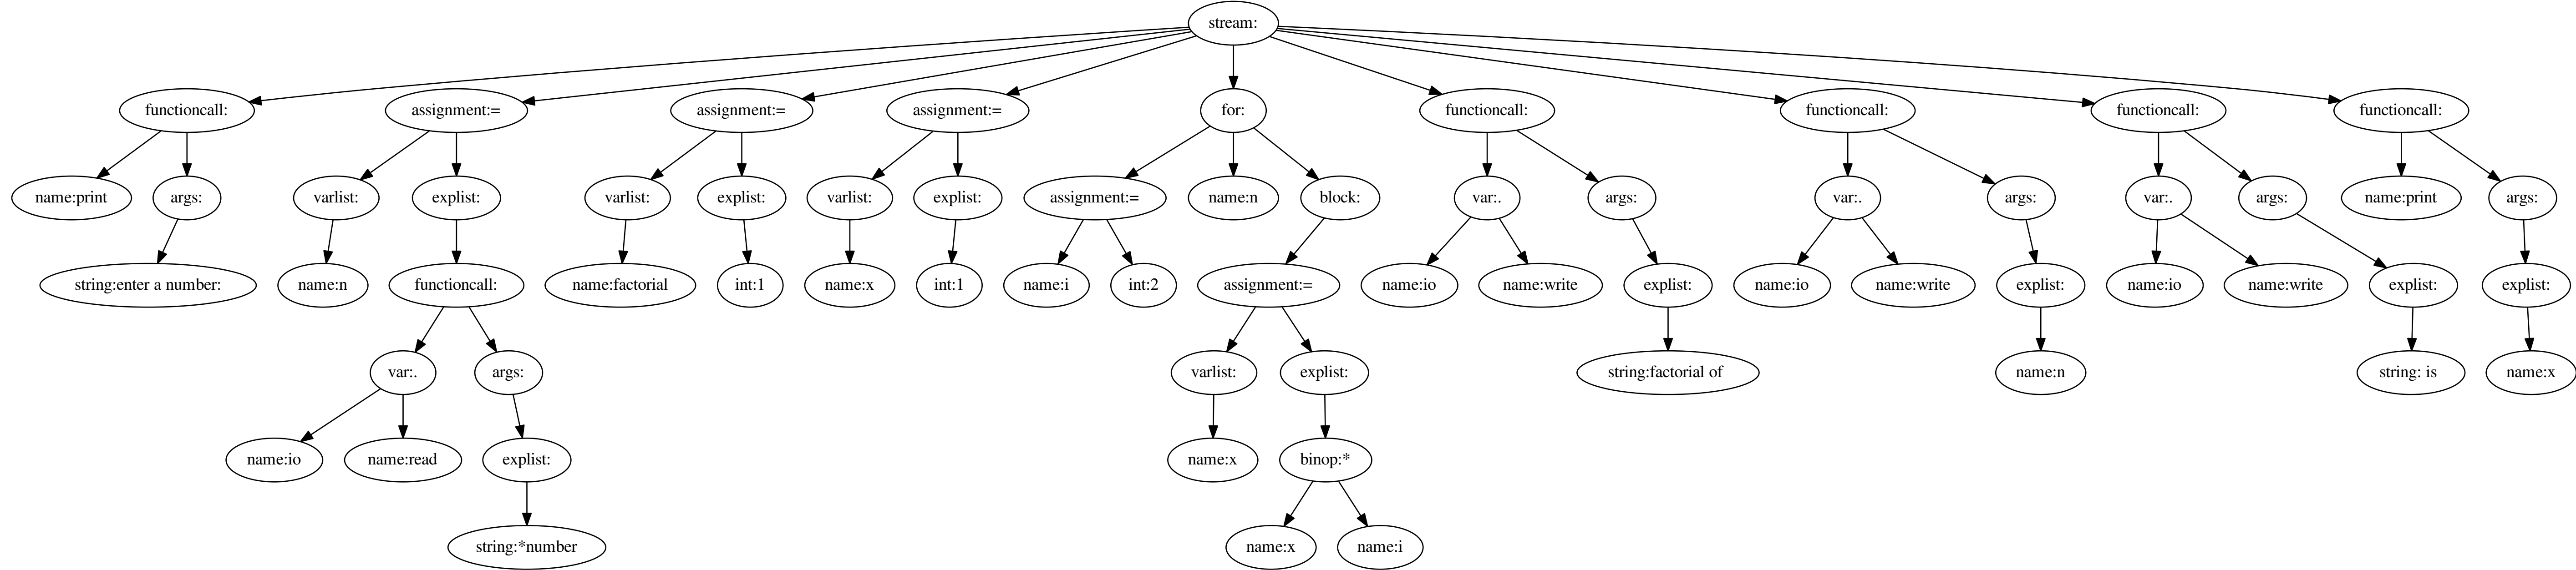 stream:
functioncall:
assignment:=
assignment:=
assignment:=
for:
functioncall:
functioncall:
functioncall:
functioncall:
name:print
args:
varlist:
explist:
varlist:
explist:
varlist:
explist:
assignment:=
name:n
block:
var:.
args:
var:.
args:
var:.
args:
name:print
args:
string:enter a number:
name:n
functioncall:
name:factorial
int:1
name:x
int:1
name:i
int:2
assignment:=
name:io
name:write
explist:
name:io
name:write
explist:
name:io
name:write
explist:
explist:
var:.
args:
varlist:
explist:
string:factorial of
name:n
string: is
name:x
name:io
name:read
explist:
name:x
binop:*
string:*number
name:x
name:i